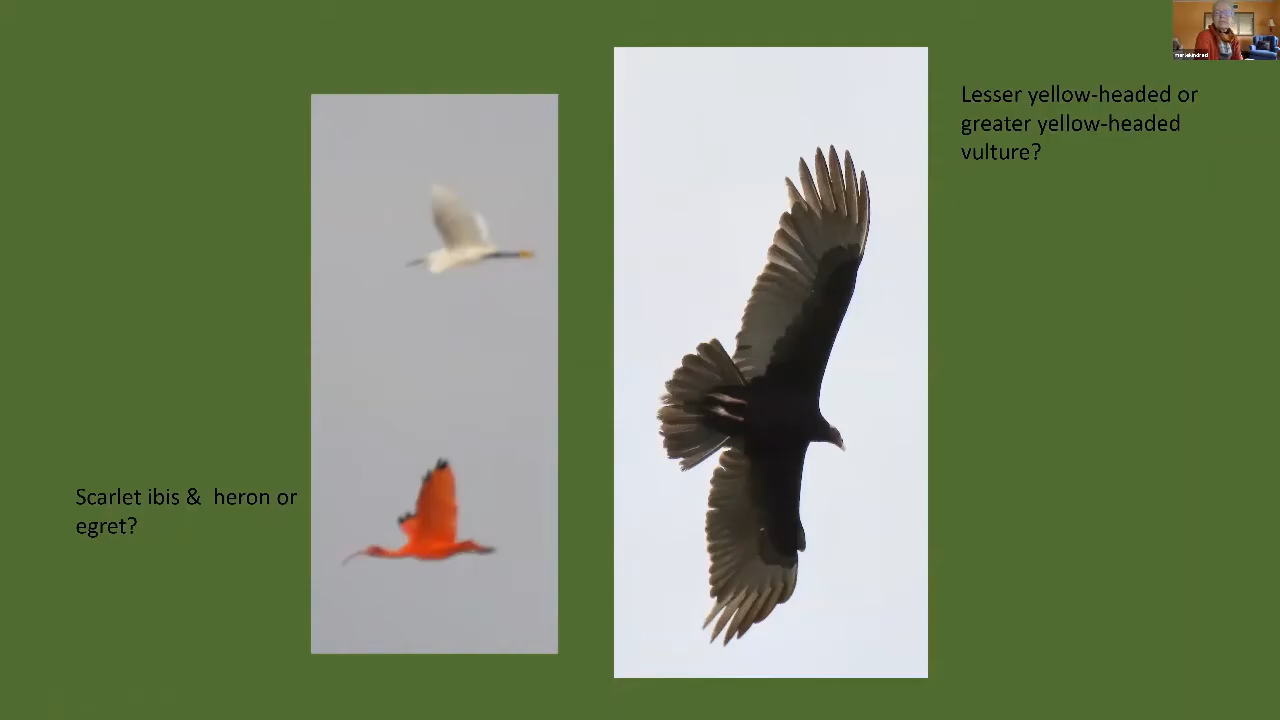 Lesser yellow-headed or
greater yellow-headed
vulture?
Scarlet ibis &  heron or
egret?